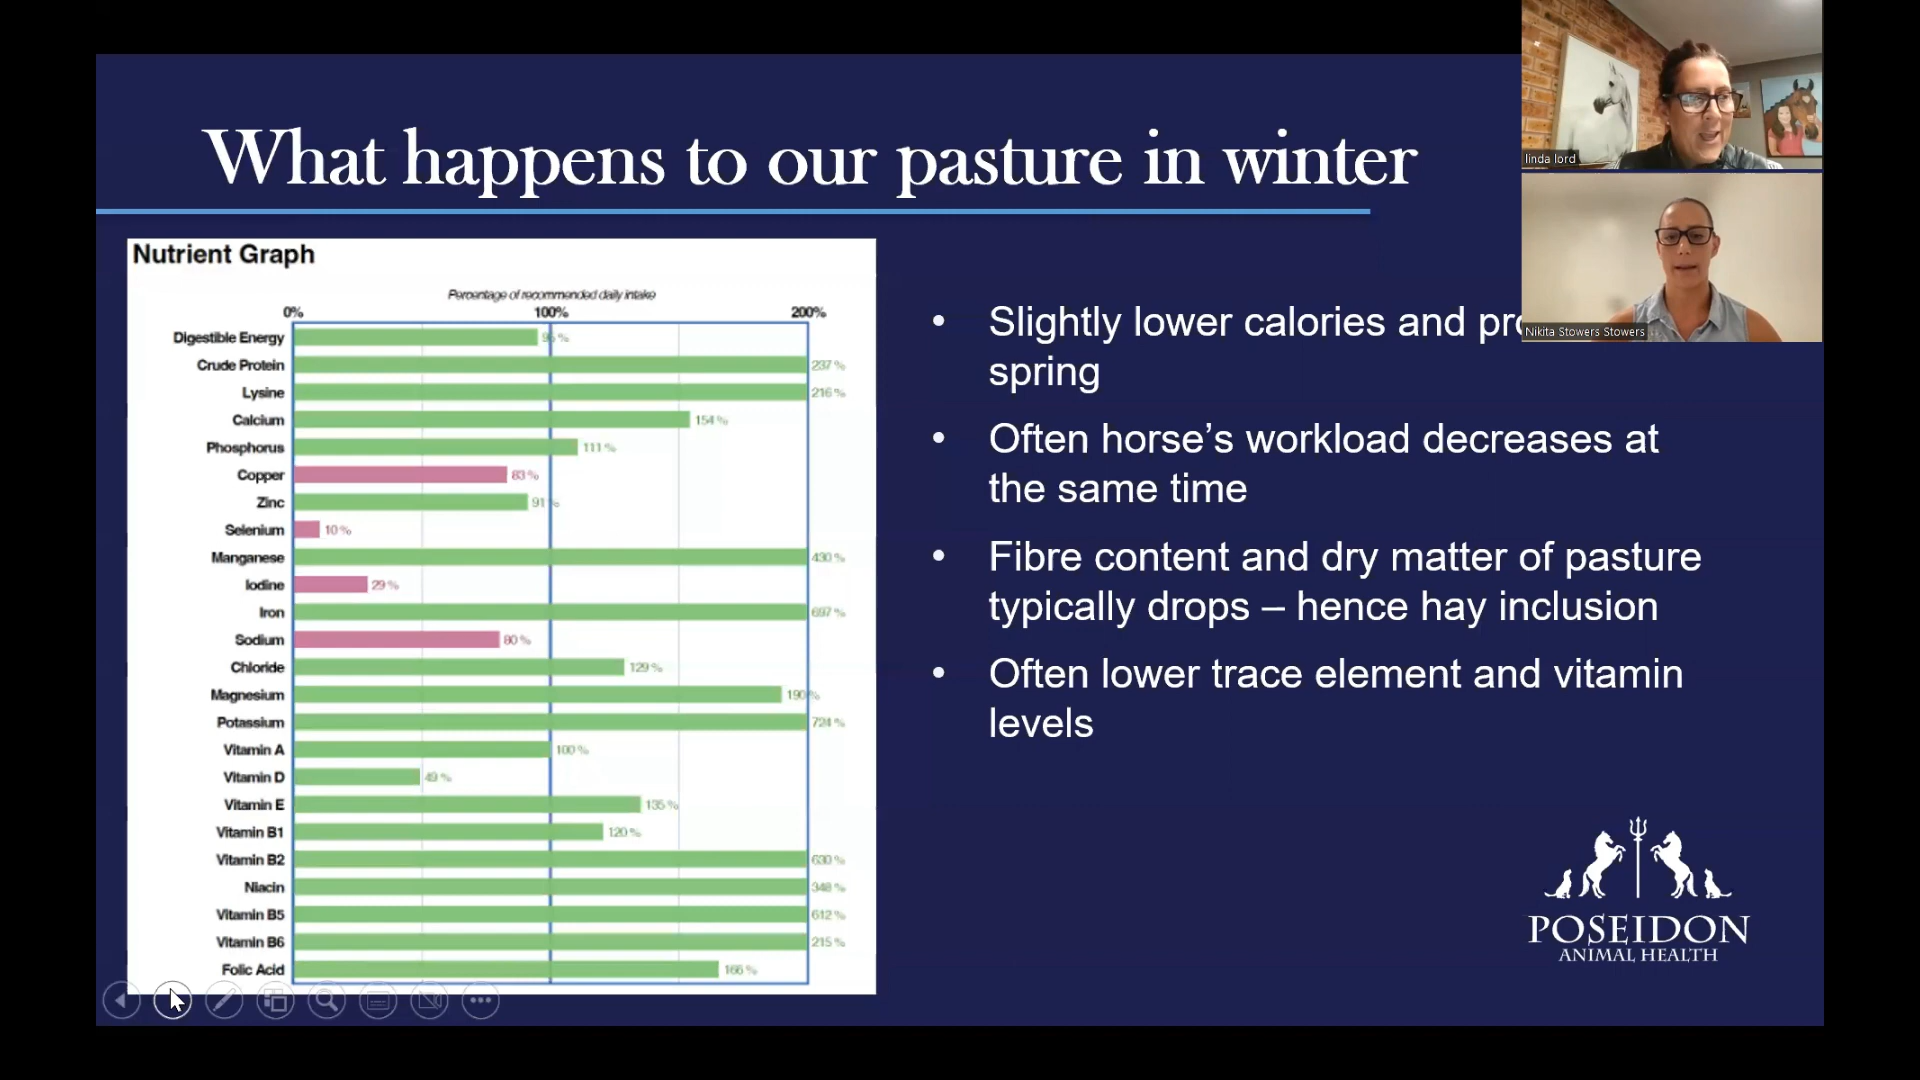 What happens to our pasture in winter
linda lord
Nikita Stowers Stowers
Nutrient Graph
Percentage of recommended daily intake
0% 100% 200%
Digestible Energy 95 %
Crude Protein 237 %
Lysine 216 %
Calcium 154 %
Phosphorus 111 %
Copper 83 %
Zinc 91 %
Selenium 10 %
Manganese 430 %
Iodine 29 %
Iron 697 %
Sodium 80 %
Chloride 129 %
Magnesium 190 %
Potassium 724 %
Vitamin A 100 %
Vitamin D 49 %
Vitamin E 135 %
Vitamin B1 120 %
Vitamin B2 630 %
Niacin 348 %
Vitamin B5 612 %
Vitamin B6 215 %
Folic Acid 166 %
• Slightly lower calories and
spring
• Often horse’s workload decreases at
the same time
• Fibre content and dry matter of pasture
typically drops – hence hay inclusion
• Often lower trace element and vitamin
levels
POSEIDON
ANIMAL HEALTH